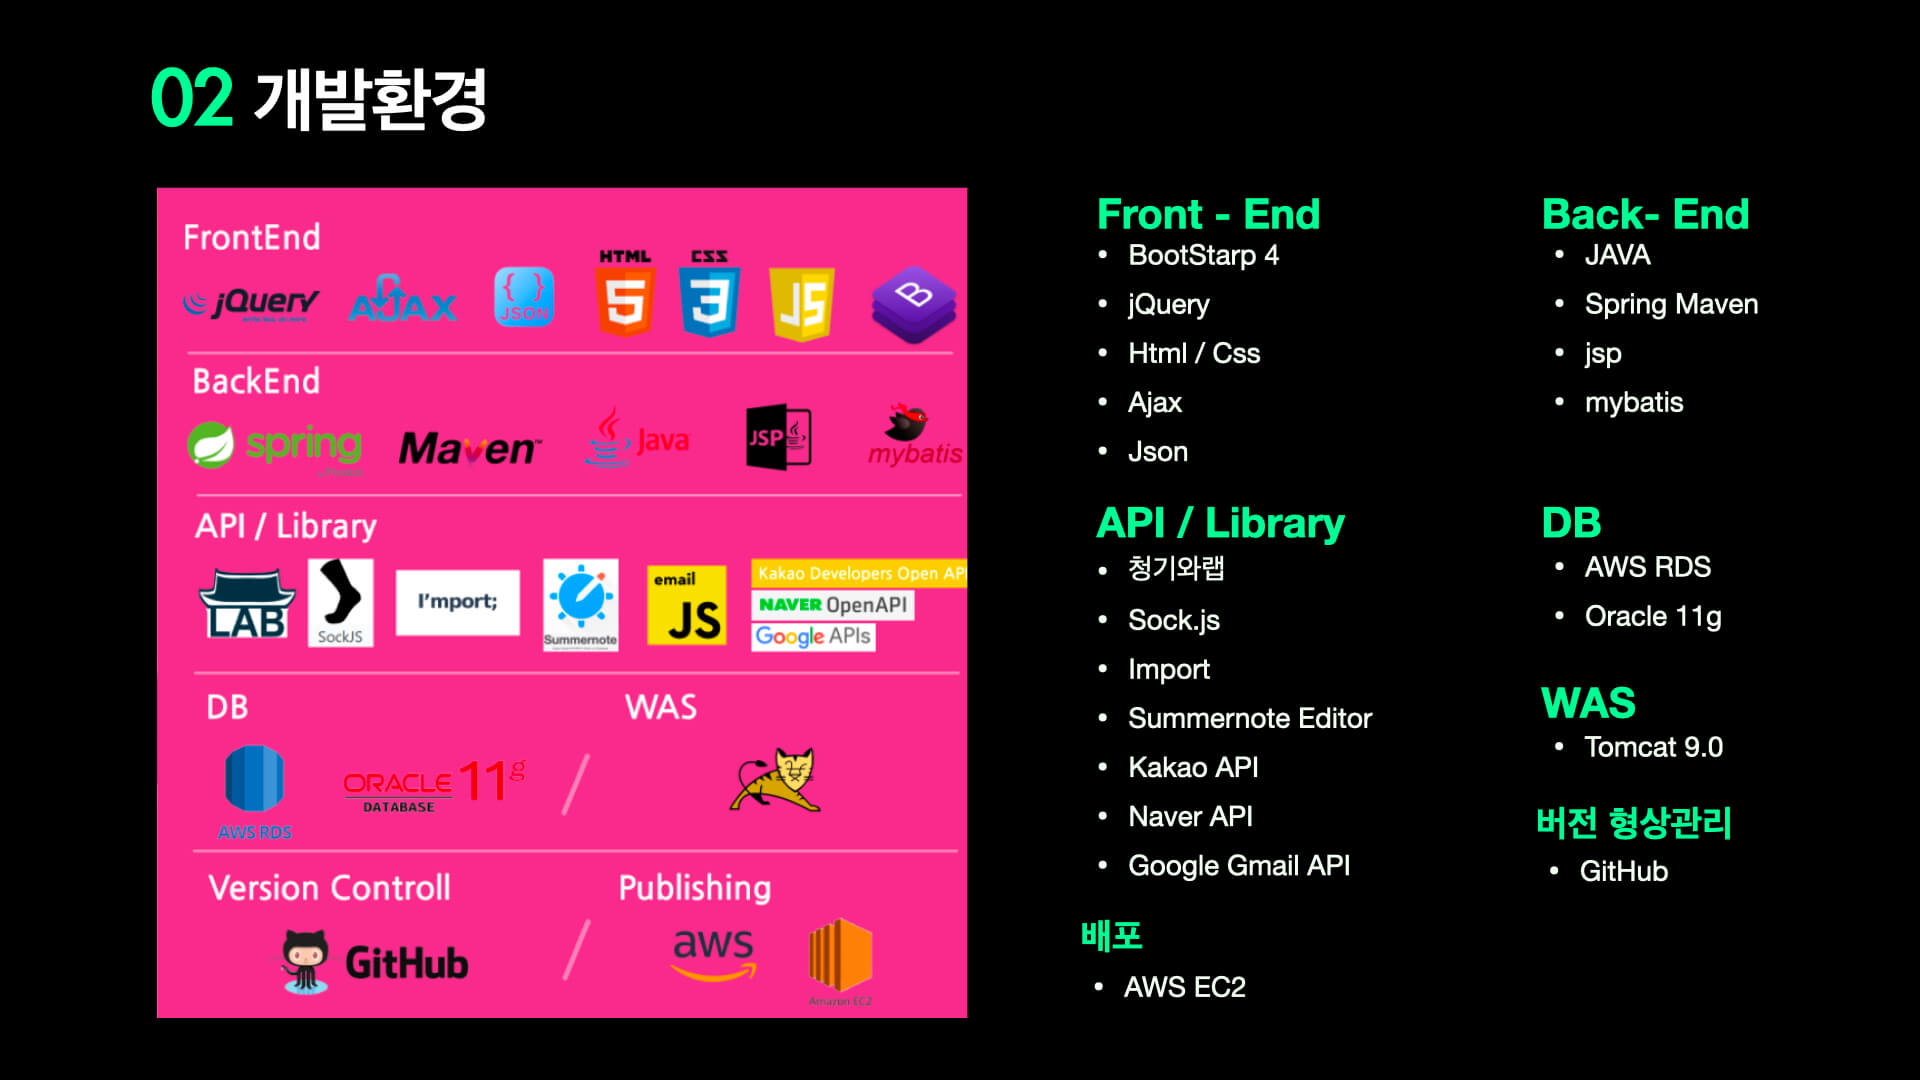 02 개발환경
FrontEnd
jQuery
write less, do more.
AJAX
{ }
JSON
HTML
5
CSS
3
JS
B
BackEnd
spring
Maven™
Java
JSP
mybatis
API / Library
LAB
SockJS
I'mport;
Summernote
email
JS
Kakao Developers Open API
NAVER OpenAPI
Google APIs
DB
AWS RDS
ORACLE 11g
DATABASE
/
WAS
Version Controll
GitHub
/
Publishing
aws
Amazon EC2
Front - End
• BootStarp 4
• jQuery
• Html / Css
• Ajax
• Json
API / Library
• 청기와랩
• Sock.js
• Import
• Summernote Editor
• Kakao API
• Naver API
• Google Gmail API
배포
• AWS EC2
Back- End
• JAVA
• Spring Maven
• jsp
• mybatis
DB
• AWS RDS
• Oracle 11g
WAS
• Tomcat 9.0
버전 형상관리
• GitHub